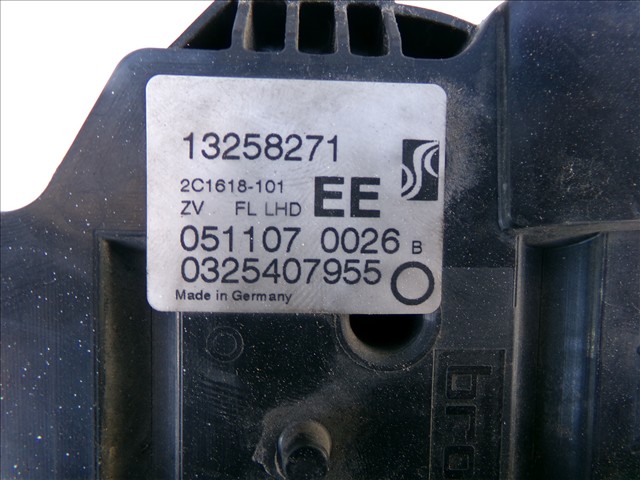 13258271
2C1618-101
ZV FL LHD EE
051107 0026 B
0325407955
Made in Germany